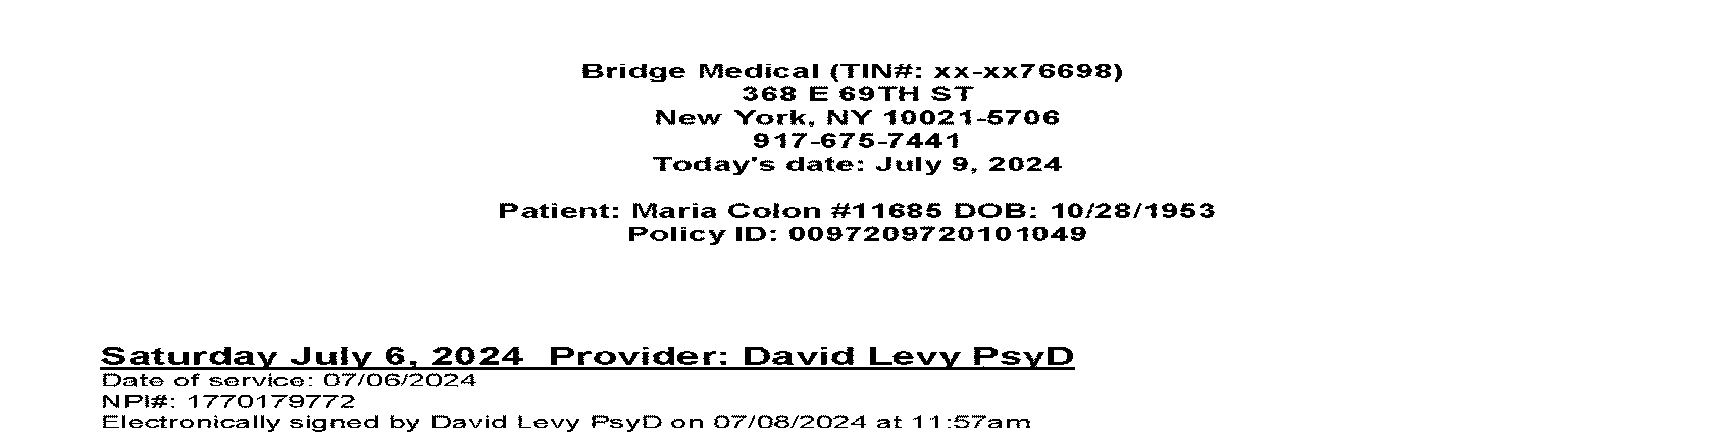 Bridge Medical (TIN#: xx-xx76698)
368 E 69TH ST
New York, NY 10021-5706
917-675-7441
Today's date: July 9, 2024
Patient: Maria Colon #11685 DOB: 10/28/1953
Policy ID: 0097209720101049
Saturday July 6, 2024  Provider: David Levy PsyD
Date of service: 07/06/2024
NPI#: 1770179772
Electronically signed by David Levy PsyD on 07/08/2024 at 11:57am